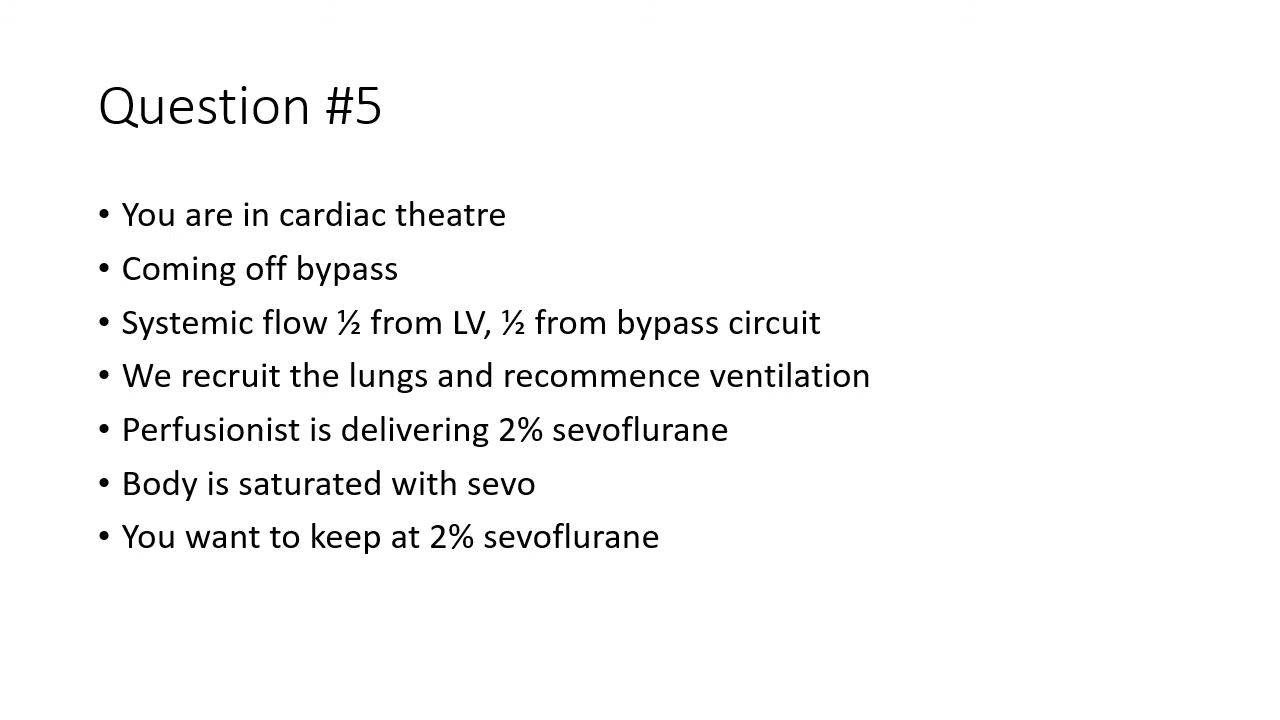 Question #5
• You are in cardiac theatre
• Coming off bypass
• Systemic flow ½ from LV, ½ from bypass circuit
• We recruit the lungs and recommence ventilation
• Perfusionist is delivering 2% sevoflurane
• Body is saturated with sevo
• You want to keep at 2% sevoflurane